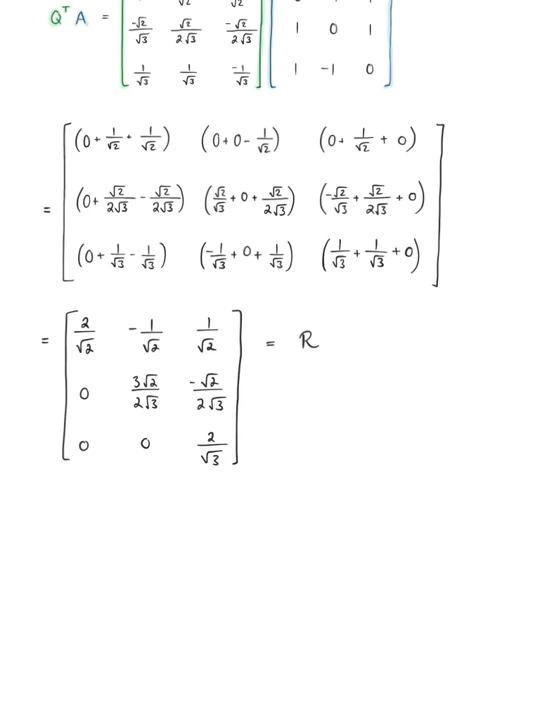 Qᵀ A = [ -√2/√3 √2/2√3 -√2/2√3 ] [ 1 0 1 ]
[ 1/√3 1/√3 -1/√3 ] [ 1 -1 0 ]
= [ (0 + 1/√2 + 1/√2) (0+0 - 1/√2) (0 + 1/√2 + 0)
(0 + √2/2√3 - √2/2√3) (√2/√3 + 0 + √2/2√3) (-√2/√3 + √2/2√3 + 0)
(0 + 1/√3 - 1/√3) (-1/√3 + 0 + 1/√3) (1/√3 + 1/√3 + 0) ]
= [ 2/√2 -1/√2 1/√2 ] = R
0 3√2/2√3 -√2/2√3
0 0 2/√3